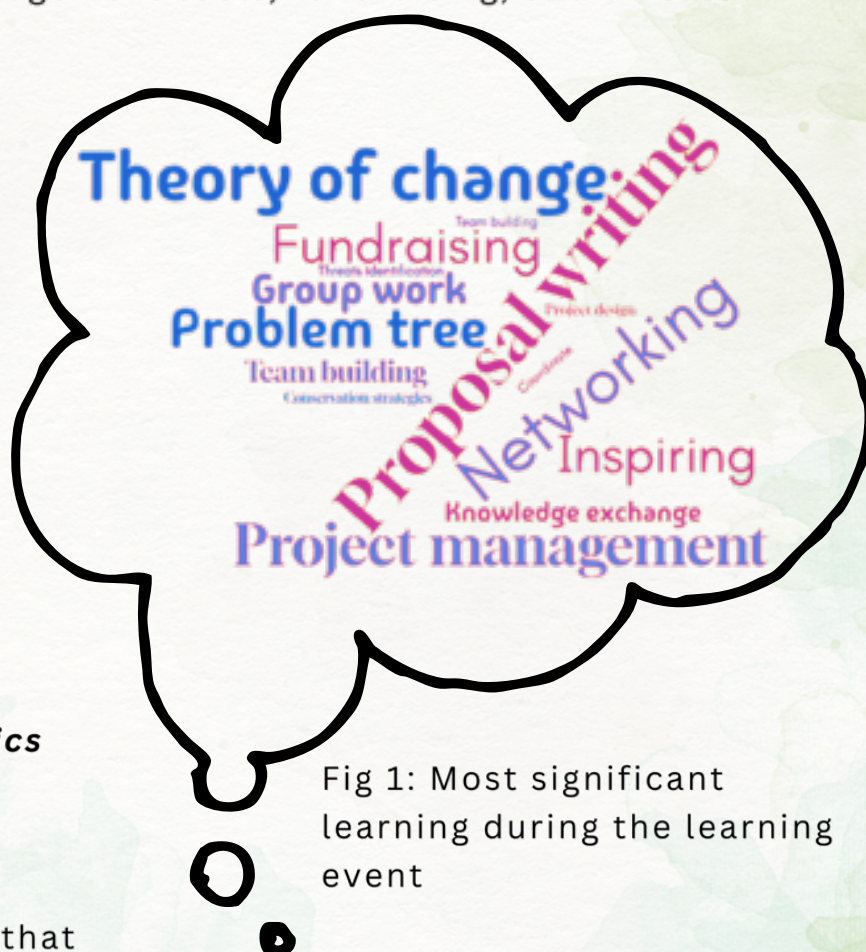 Theory of change
Proposal writing
Team building
Fundraising
Threats identification
Group work
Problem tree
Project design
Team building
Conservation strategies
Coordinate
Networking
Inspiring
Knowledge exchange
Project management
ics
Fig 1: Most significant
learning during the learning
event
that